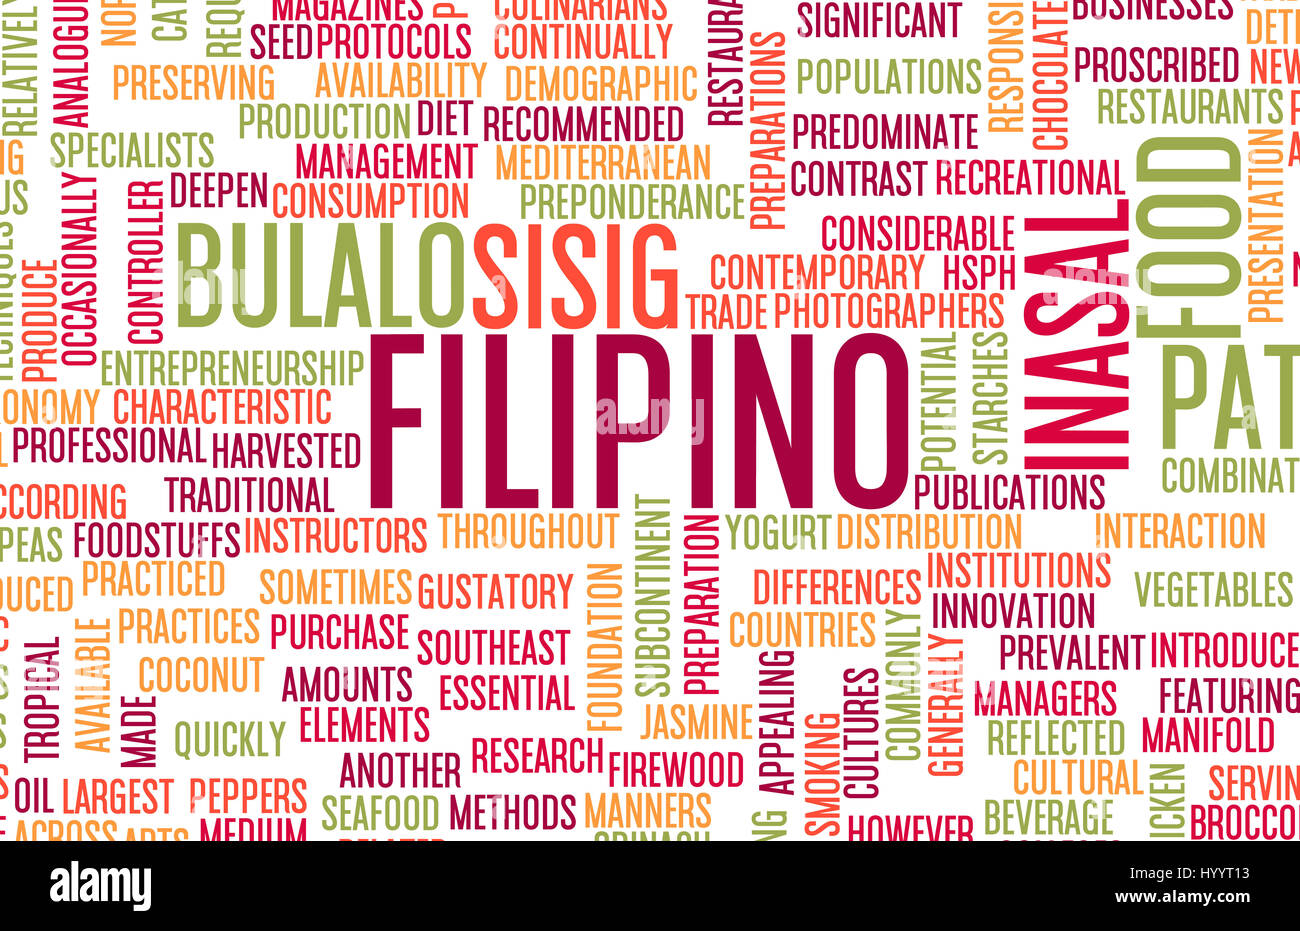 MAGAZINES
CULINARIANS
SIGNIFICANT
BUSINESSES
SEED PROTOCOLS
CONTINUALLY
RELATIVELY
ANALOGUE
PRESERVING
AVAILABILITY
DEMOGRAPHIC
POPULATIONS
PROSCRIBED
NEW
CHOCOLATE
PREPARATIONS
PRODUCTION
DIET
RECOMMENDED
PREDOMINATE
RESTAURANTS
SPECIALISTS
MANAGEMENT
MEDITERRANEAN
CONTRAST
RECREATIONAL
FOOD
PRESENTATION
DEEPEN
CONSUMPTION
PREPONDERANCE
OCCASIONALLY
CONTROLLER
CONSIDERABLE
INASAL
BULALO
SISIG
CONTEMPORARY
HSPH
PRODUCE
TRADE
PHOTOGRAPHERS
ENTREPRENEURSHIP
FILIPINO
POTENTIAL
STARCHES
PAT
CHARACTERISTIC
PROFESSIONAL
HARVESTED
COMBINAT
CCORDING
TRADITIONAL
PUBLICATIONS
PEAS
FOODSTUFFS
INSTRUCTORS
THROUGHOUT
SUBCONTINENT
PREPARATION
YOGURT
DISTRIBUTION
INTERACTION
UCED
PRACTICED
SOMETIMES
GUSTATORY
FOUNDATION
DIFFERENCES
INSTITUTIONS
VEGETABLES
INNOVATION
PRACTICES
PURCHASE
SOUTHEAST
COUNTRIES
COMMONLY
GENERALLY
PREVALENT
INTRODUCE
TROPICAL
AVAILABLE
COCONUT
AMOUNTS
ESSENTIAL
APPEALING
CULTURES
MANAGERS
FEATURING
MADE
QUICKLY
ELEMENTS
JASMINE
SMOKING
REFLECTED
MANIFOLD
ANOTHER
RESEARCH
FIREWOOD
CULTURAL
SERVIN
OIL
LARGEST
PEPPERS
SEAFOOD
METHODS
MANNERS
BEVERAGE
ICKEN
BROCCO
ACROSS
ARTS
MEDIUM
SPINACH
HOWEVER
alamy
Image ID: HYYT13
www.alamy.com